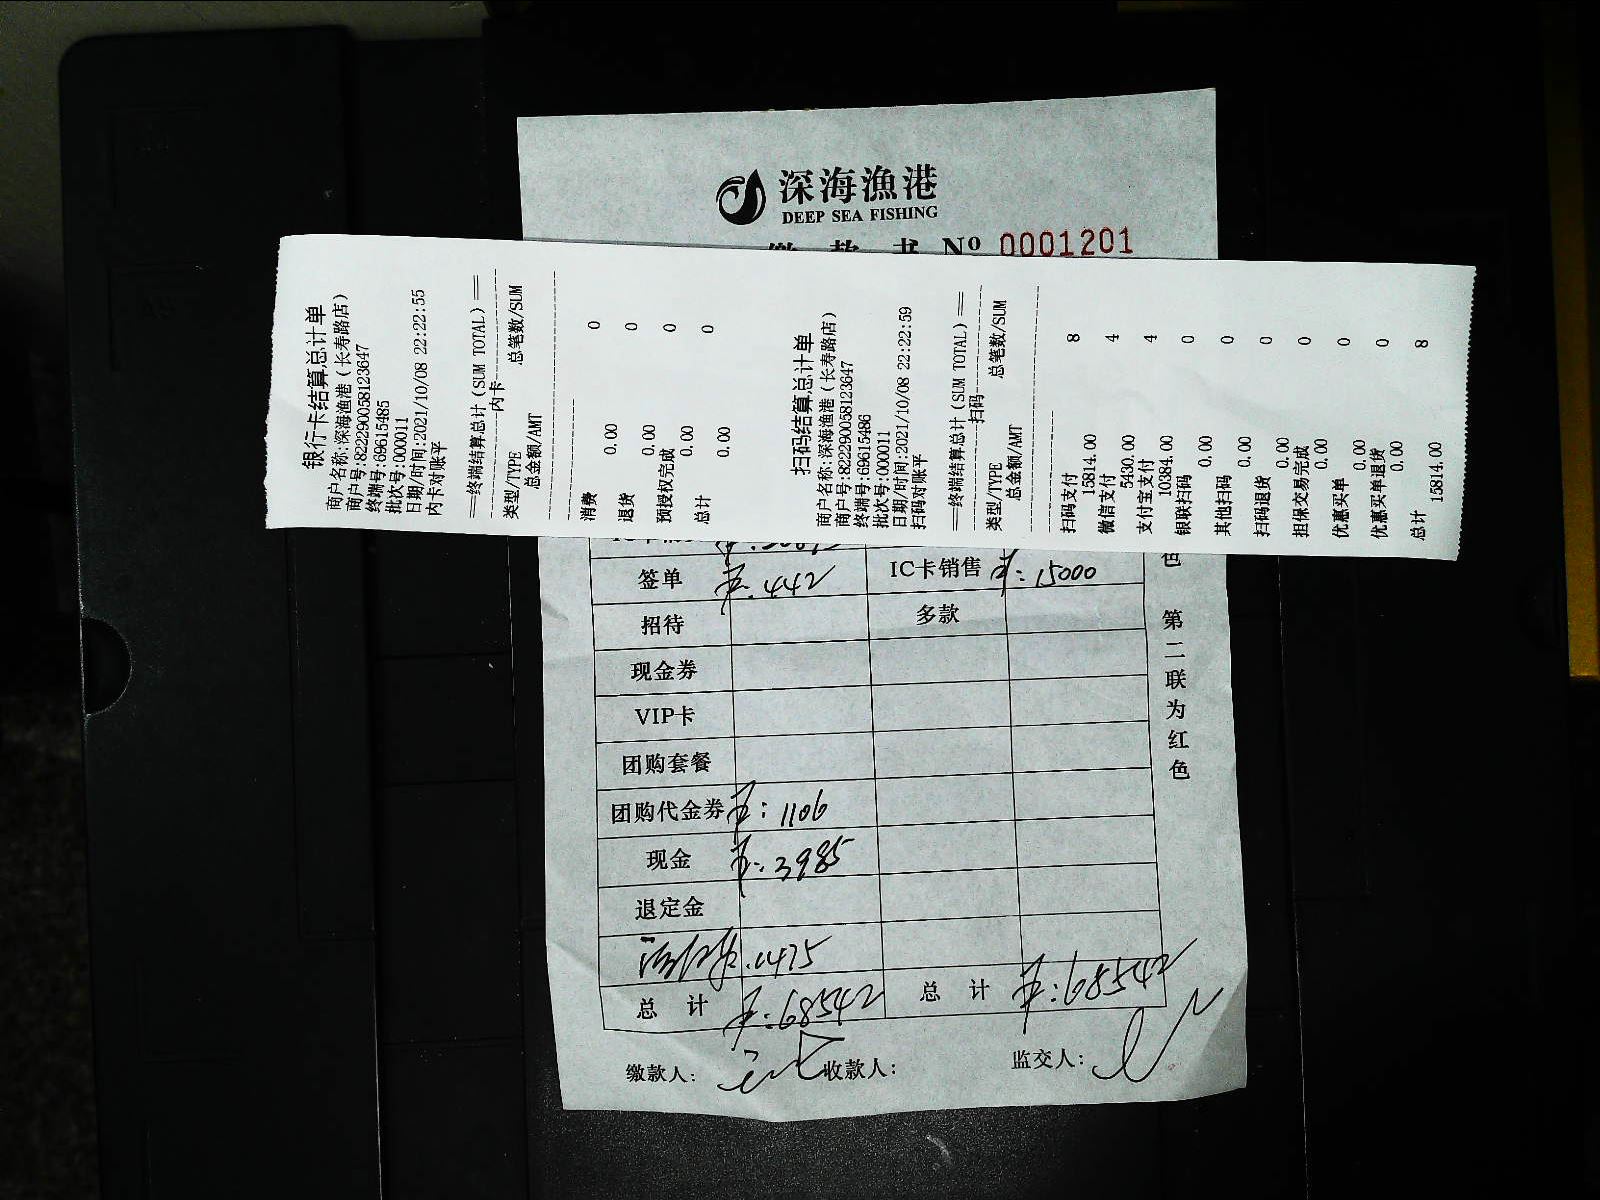 深海漁港
DEEP SEA FISHING
缴款书 Nº 0001201
银行卡结算总计单
商户名称:深海渔港(长寿路店)
商户号:822290058123647
终端号:69615485
批次号:000011
日期/时间:2021/10/08 22:22:55
内卡对账平
==终端结算总计(SUM TOTAL)==
内卡
类型/TYPE 总笔数/SUM
总金额/AMT
消费 0
0.00
退货 0
0.00
预授权完成 0
0.00
总计 0
0.00
扫码结算总计单
商户名称:深海渔港(长寿路店)
商户号:822290058123647
终端号:69615486
批次号:000011
日期/时间:2021/10/08 22:22:59
扫码对账平
==终端结算总计(SUM TOTAL)==
扫码
类型/TYPE 总笔数/SUM
总金额/AMT
扫码支付 8
15814.00
微信支付 4
5430.00
支付宝支付 4
10384.00
银联扫码 0
0.00
其他扫码 0
0.00
扫码退货 0
0.00
担保交易完成 0
0.00
优惠买单 0
0.00
优惠买单退货 0
0.00
总计 8
15814.00
签单 ¥:442 IC卡销售 ¥:15000
招待 多款
现金券
VIP卡
团购套餐
团购代金券 ¥:1106
现金 ¥:3985
退定金
总计 ¥:68542 总计 ¥:68542
缴款人: 收款人: 监交人:
色 第二联为红色